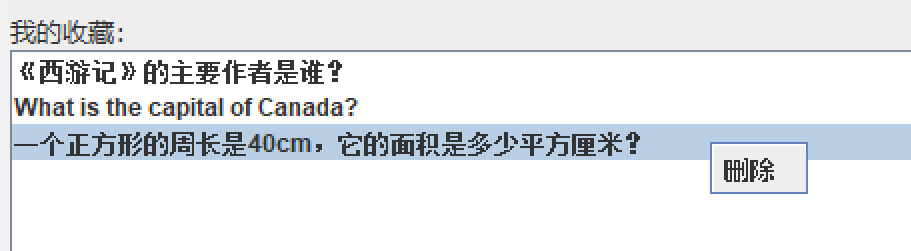 我的收藏:
《西游记》的主要作者是谁？
What is the capital of Canada?
一个正方形的周长是40cm，它的面积是多少平方厘米？
删除